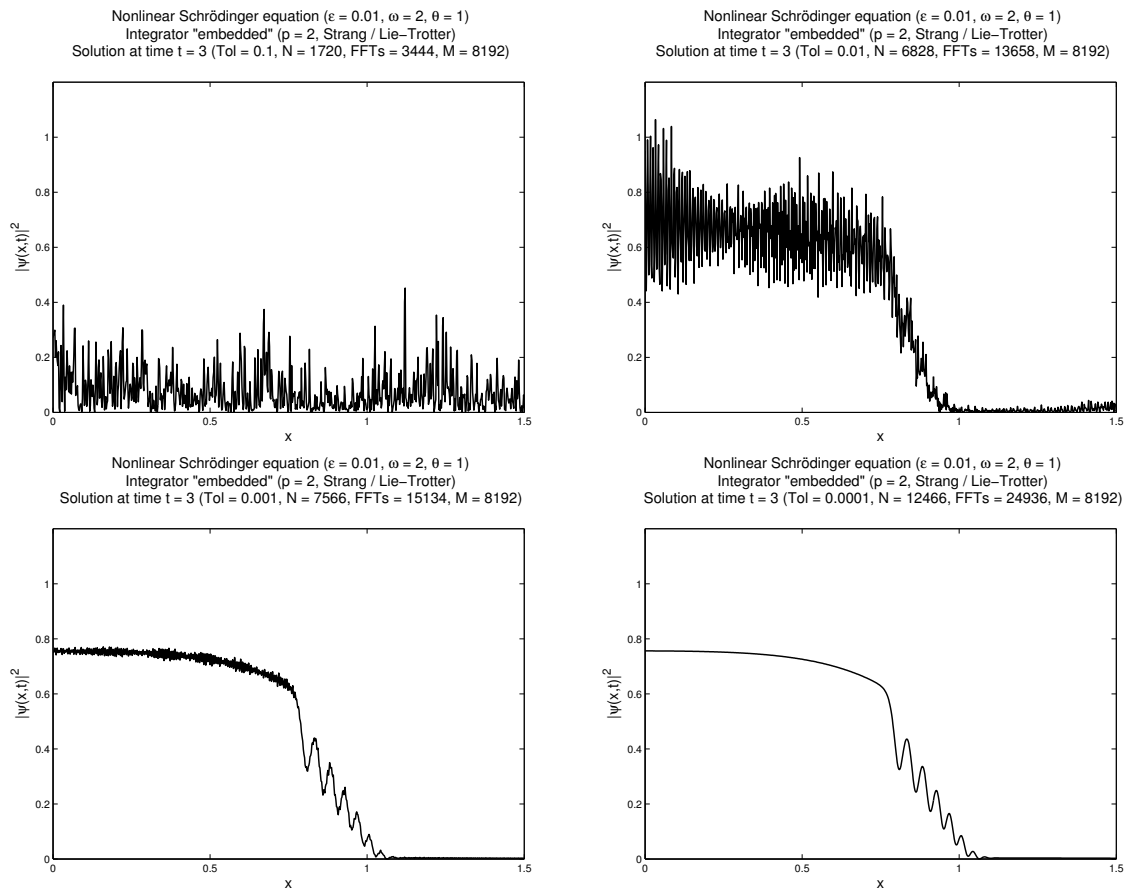 Nonlinear Schrödinger equation (ε = 0.01, ω = 2, θ = 1)
Integrator "embedded" (p = 2, Strang / Lie−Trotter)
Solution at time t = 3 (Tol = 0.1, N = 1720, FFTs = 3444, M = 8192)
1
0.8
0.6
0.4
0.2
0
|ψ(x,t)|²
0 0.5 1 1.5
x
Nonlinear Schrödinger equation (ε = 0.01, ω = 2, θ = 1)
Integrator "embedded" (p = 2, Strang / Lie−Trotter)
Solution at time t = 3 (Tol = 0.01, N = 6828, FFTs = 13658, M = 8192)
1
0.8
0.6
0.4
0.2
0
|ψ(x,t)|²
0 0.5 1 1.5
x
Nonlinear Schrödinger equation (ε = 0.01, ω = 2, θ = 1)
Integrator "embedded" (p = 2, Strang / Lie−Trotter)
Solution at time t = 3 (Tol = 0.001, N = 7566, FFTs = 15134, M = 8192)
1
0.8
0.6
0.4
0.2
0
|ψ(x,t)|²
0 0.5 1 1.5
x
Nonlinear Schrödinger equation (ε = 0.01, ω = 2, θ = 1)
Integrator "embedded" (p = 2, Strang / Lie−Trotter)
Solution at time t = 3 (Tol = 0.0001, N = 12466, FFTs = 24936, M = 8192)
1
0.8
0.6
0.4
0.2
0
|ψ(x,t)|²
0 0.5 1 1.5
x